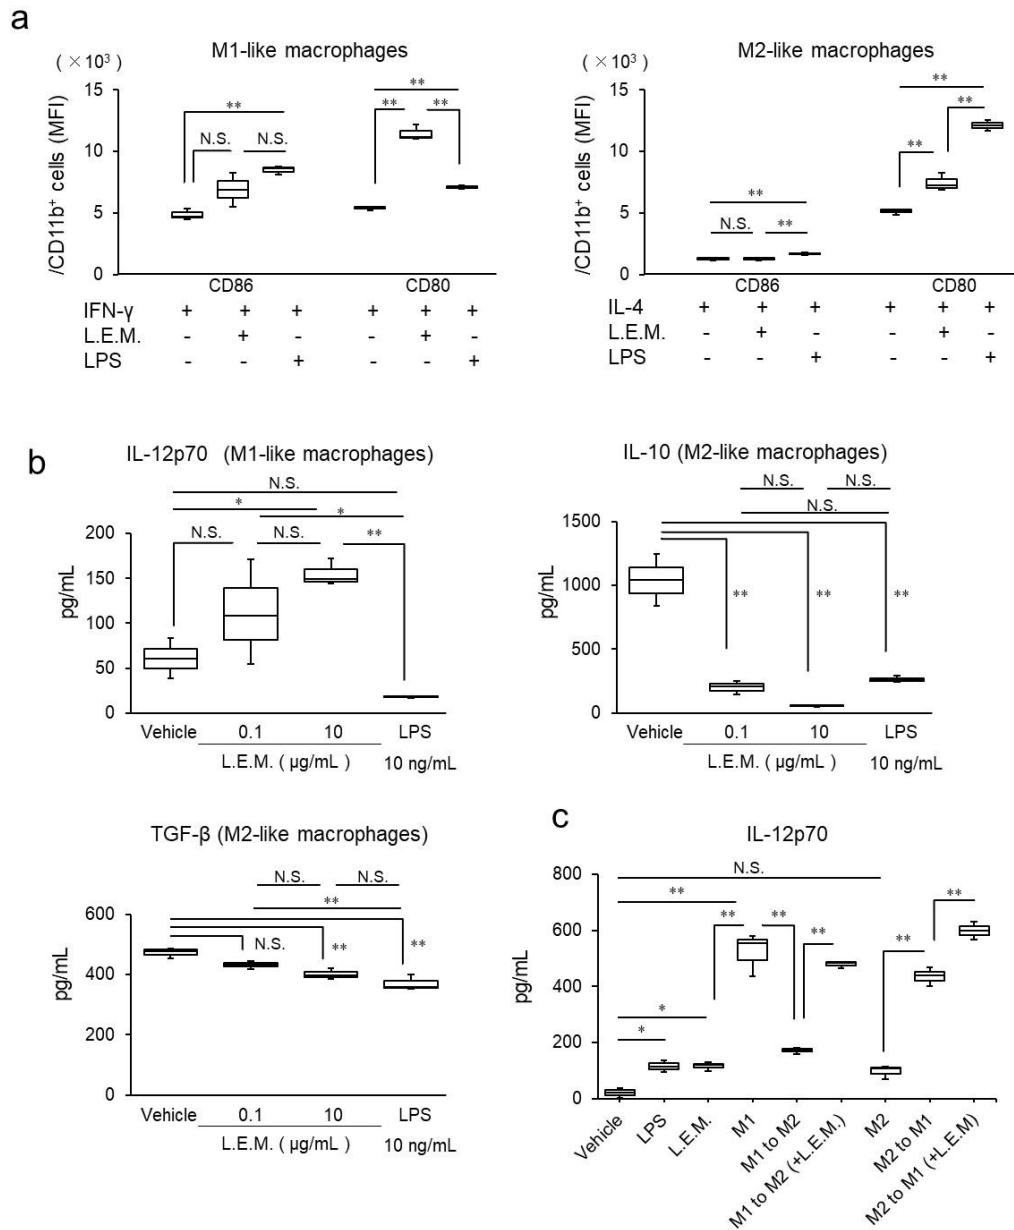 a
M1-like macrophages
( ×10³ )
/CD11b⁺ cells (MFI)
15
10
5
0
**
N.S.
N.S.
**
**
**
CD86
CD80
IFN-γ + + + + + +
L.E.M. - + - - + -
LPS - - + - - +
M2-like macrophages
( ×10³ )
/CD11b⁺ cells (MFI)
15
10
5
0
**
N.S.
**
**
**
**
CD86
CD80
IL-4 + + + + + +
L.E.M. - + - - + -
LPS - - + - - +
b
IL-12p70 (M1-like macrophages)
N.S.
*
*
N.S.
N.S.
**
pg/mL
200
150
100
50
0
Vehicle 0.1 10 LPS
L.E.M. ( μg/mL ) 10 ng/mL
IL-10 (M2-like macrophages)
N.S.
N.S.
N.S.
**
**
**
pg/mL
1500
1000
500
0
Vehicle 0.1 10 LPS
L.E.M. ( μg/mL ) 10 ng/mL
TGF-β (M2-like macrophages)
N.S.
N.S.
**
N.S.
**
**
pg/mL
600
400
200
0
Vehicle 0.1 10 LPS
L.E.M. ( μg/mL ) 10 ng/mL
c
IL-12p70
N.S.
**
**
**
**
**
**
*
*
pg/mL
800
600
400
200
0
Vehicle
LPS
L.E.M.
M1
M1 to M2
M1 to M2 (+L.E.M.)
M2
M2 to M1
M2 to M1 (+L.E.M)